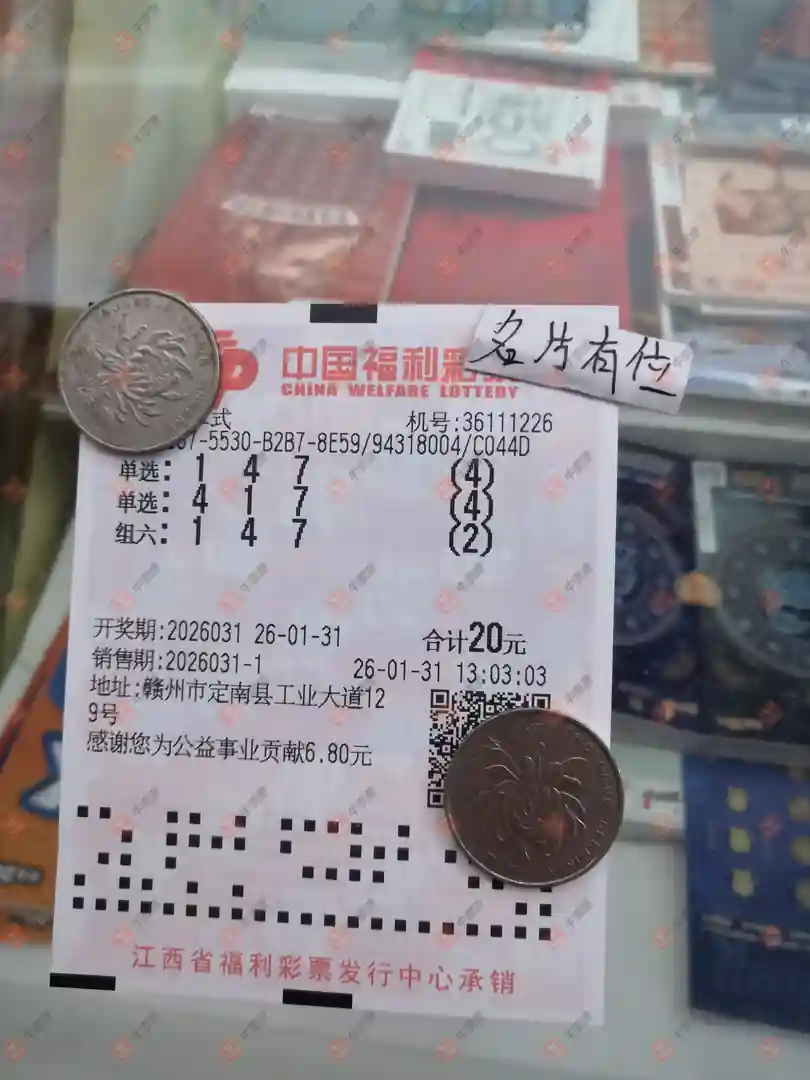 名片有位
中国福利彩
CHINA WELFARE LOTTERY
式
机号:36111226
7-5530-B2B7-8E59/94318004/C044D
单选: 1 4 7 (4)
单选: 4 1 7 (4)
组六: 1 4 7 (2)
开奖期:2026031 26-01-31 合计20元
销售期:2026031-1 26-01-31 13:03:03
地址:赣州市定南县工业大道12
9号
感谢您为公益事业贡献6.80元
江西省福利彩票发行中心承销